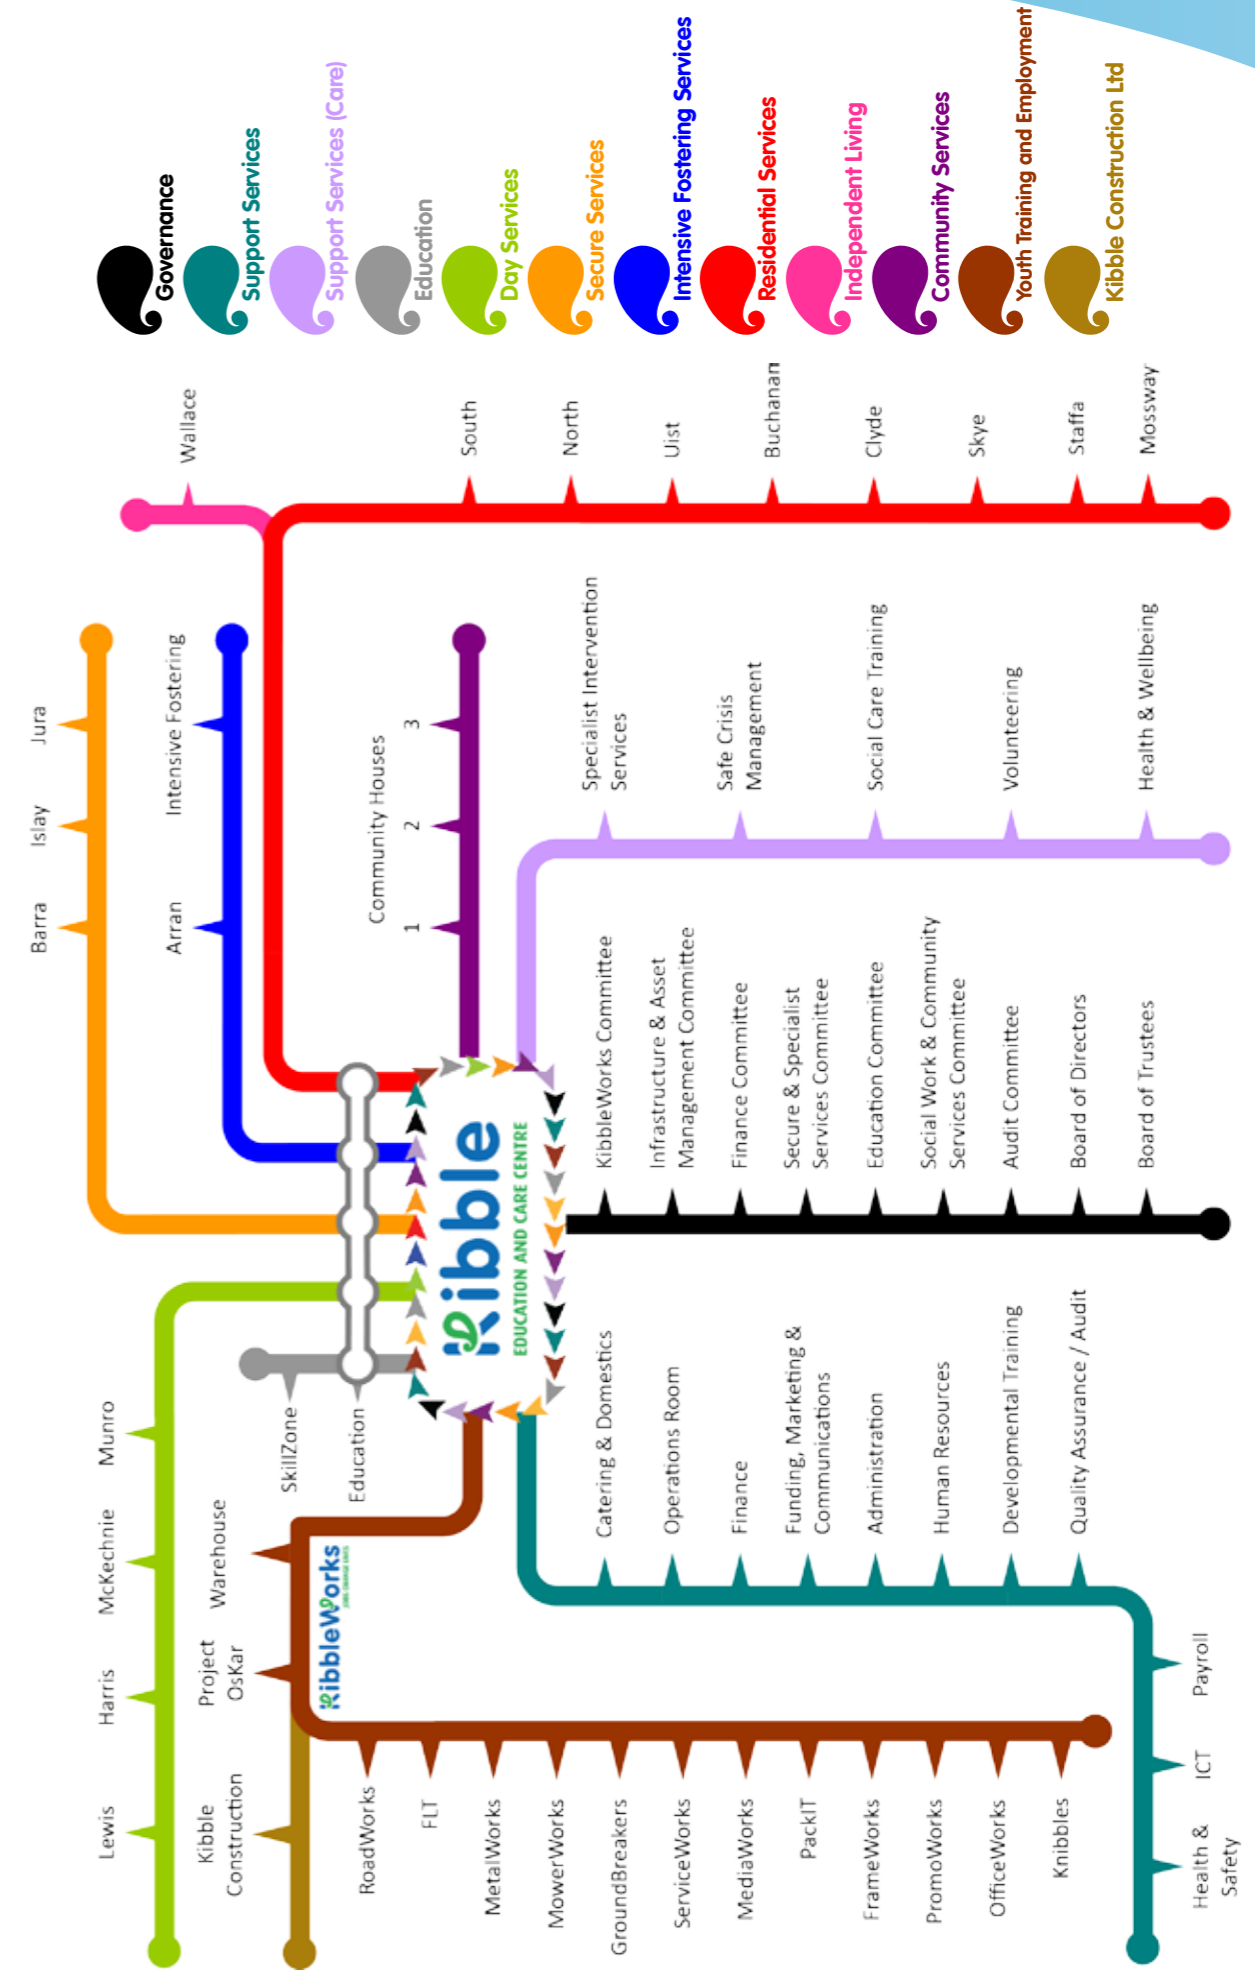 Lewis
Harris
McKechnie
Munro
Barra
Islay
Jura
Kibble
Construction
Project
OsKar
Warehouse
SkillZone
Education
Arran
Intensive Fostering
Wallace
KibbleWorks
JOBS CHANGE LIVES
Kibble
EDUCATION AND CARE CENTRE
Community Houses
1
2
3
RoadWorks
FLT
MetalWorks
MowerWorks
GroundBreakers
ServiceWorks
MediaWorks
PackIT
FrameWorks
PromoWorks
OfficeWorks
Knibbles
Catering & Domestics
Operations Room
Finance
Funding, Marketing &
Communications
Administration
Human Resources
Developmental Training
Quality Assurance / Audit
Health &
Safety
ICT
Payroll
KibbleWorks Committee
Infrastructure & Asset
Management Committee
Finance Committee
Secure & Specialist
Services Committee
Education Committee
Social Work & Community
Services Committee
Audit Committee
Board of Directors
Board of Trustees
Specialist Intervention
Services
Safe Crisis
Management
Social Care Training
Volunteering
Health & Wellbeing
South
North
Uist
Buchanan
Clyde
Skye
Staffa
Mossway
Governance
Support Services
Support Services (Care)
Education
Day Services
Secure Services
Intensive Fostering Services
Residential Services
Independent Living
Community Services
Youth Training and Employment
Kibble Construction Ltd